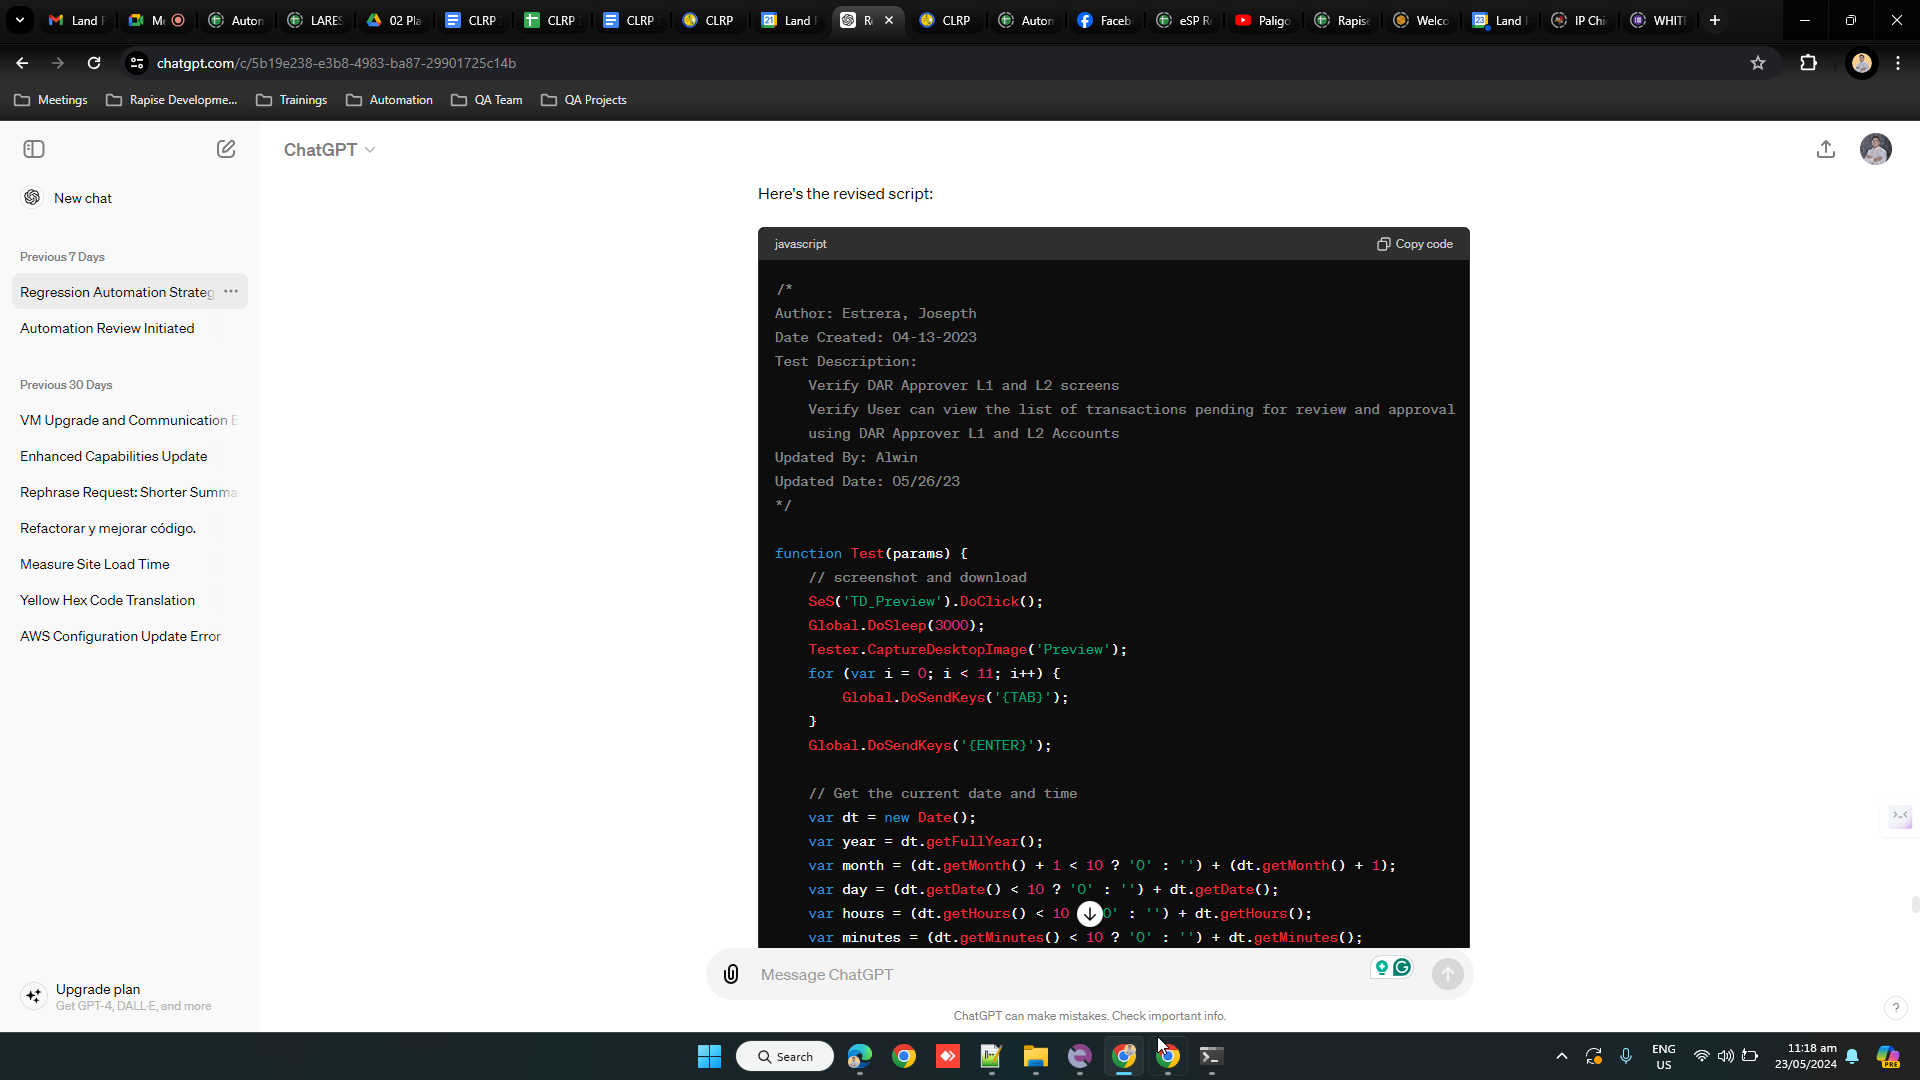 Land
Me
Auton
LARES
02 Pla
CLRP
CLRP
CLRP
CLRP
Land
CLRP
Auton
Facebo
eSP R
Paligo
Rapise
Welco
Land
IP Chi
WHIT
chatgpt.com/c/5b19e238-e3b8-4983-ba87-29901725c14b
Meetings
Rapise Developme...
Trainings
Automation
QA Team
QA Projects
ChatGPT
New chat
Previous 7 Days
Regression Automation Strateg
Automation Review Initiated
Previous 30 Days
VM Upgrade and Communication E
Enhanced Capabilities Update
Rephrase Request: Shorter Summa
Refactorar y mejorar código.
Measure Site Load Time
Yellow Hex Code Translation
AWS Configuration Update Error
Upgrade plan
Get GPT-4, DALL·E, and more
Here's the revised script:
javascript
Copy code
/*
Author: Estrera, Josepth
Date Created: 04-13-2023
Test Description:
    Verify DAR Approver L1 and L2 screens
    Verify User can view the list of transactions pending for review and approval
    using DAR Approver L1 and L2 Accounts
Updated By: Alwin
Updated Date: 05/26/23
*/
function Test(params) {
    // screenshot and download
    SeS('TD_Preview').DoClick();
    Global.DoSleep(3000);
    Tester.CaptureDesktopImage('Preview');
    for (var i = 0; i < 11; i++) {
        Global.DoSendKeys('{TAB}');
    }
    Global.DoSendKeys('{ENTER}');
    // Get the current date and time
    var dt = new Date();
    var year = dt.getFullYear();
    var month = (dt.getMonth() + 1 < 10 ? '0' : '') + (dt.getMonth() + 1);
    var day = (dt.getDate() < 10 ? '0' : '') + dt.getDate();
    var hours = (dt.getHours() < 10 0' : '') + dt.getHours();
    var minutes = (dt.getMinutes() < 10 ? '0' : '') + dt.getMinutes();
Message ChatGPT
ChatGPT can make mistakes. Check important info.
?
Search
ENG
US
11:18 am
23/05/2024